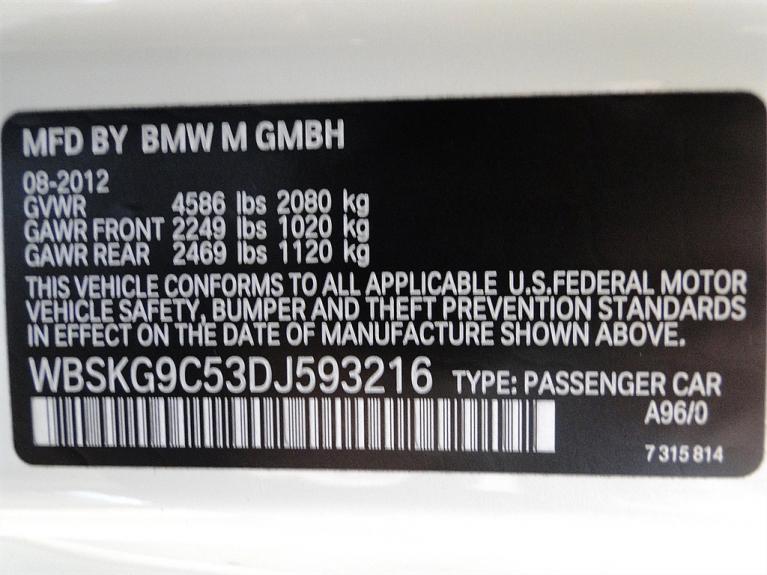 MFD BY BMW M GMBH
08-2012
GVWR 4586 lbs 2080 kg
GAWR FRONT 2249 lbs 1020 kg
GAWR REAR 2469 lbs 1120 kg
THIS VEHICLE CONFORMS TO ALL APPLICABLE U.S.FEDERAL MOTOR
VEHICLE SAFETY, BUMPER AND THEFT PREVENTION STANDARDS
IN EFFECT ON THE DATE OF MANUFACTURE SHOWN ABOVE.
WBSKG9C53DJ593216 TYPE: PASSENGER CAR
A96/0
7 315 814